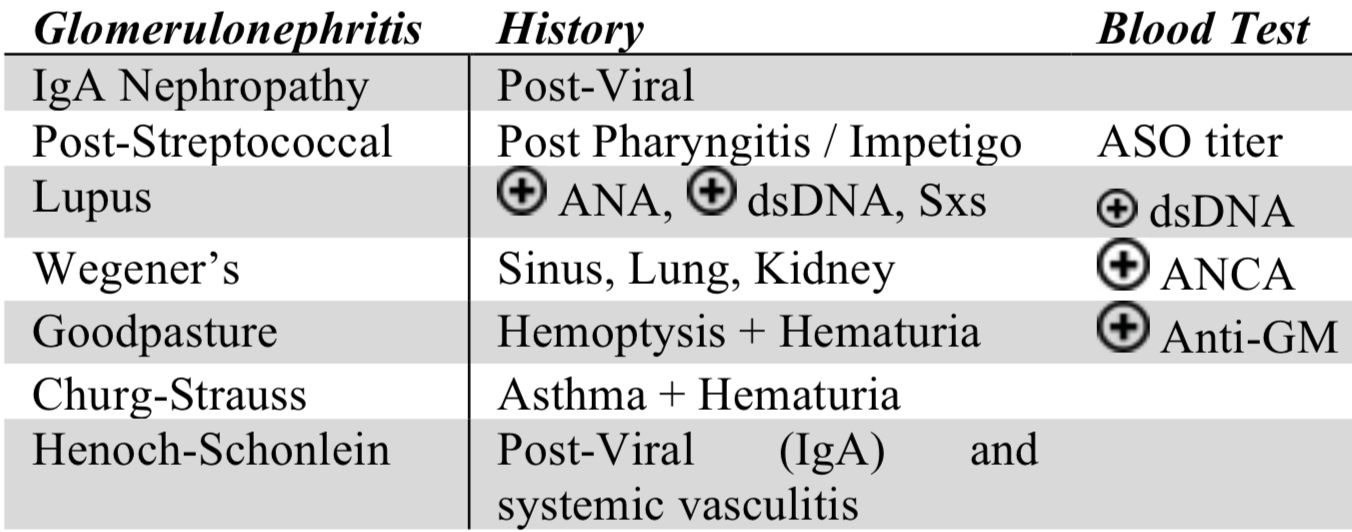 Glomerulonephritis History Blood Test
IgA Nephropathy Post-Viral
Post-Streptococcal Post Pharyngitis / Impetigo ASO titer
Lupus ⊕ ANA, ⊕ dsDNA, Sxs ⊕ dsDNA
Wegener’s Sinus, Lung, Kidney ⊕ ANCA
Goodpasture Hemoptysis + Hematuria ⊕ Anti-GM
Churg-Strauss Asthma + Hematuria
Henoch-Schonlein Post-Viral (IgA) and
systemic vasculitis